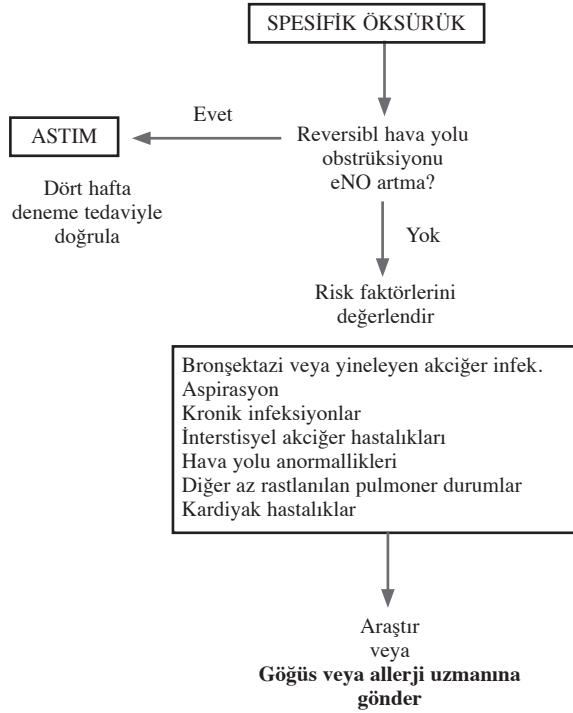 SPESİFİK ÖKSÜRÜK
Evet
ASTIM
Reversibl hava yolu
obstrüksiyonu
eNO artma?
Dört hafta
deneme tedaviyle
doğrula
Yok
Risk faktörlerini
değerlendir
Bronşektazi veya yineleyen akciğer infek.
Aspirasyon
Kronik infeksiyonlar
İnterstisyel akciğer hastalıkları
Hava yolu anormallikleri
Diğer az rastlanılan pulmoner durumlar
Kardiyak hastalıklar
Araştır
veya
Göğüs veya allerji uzmanına
gönder